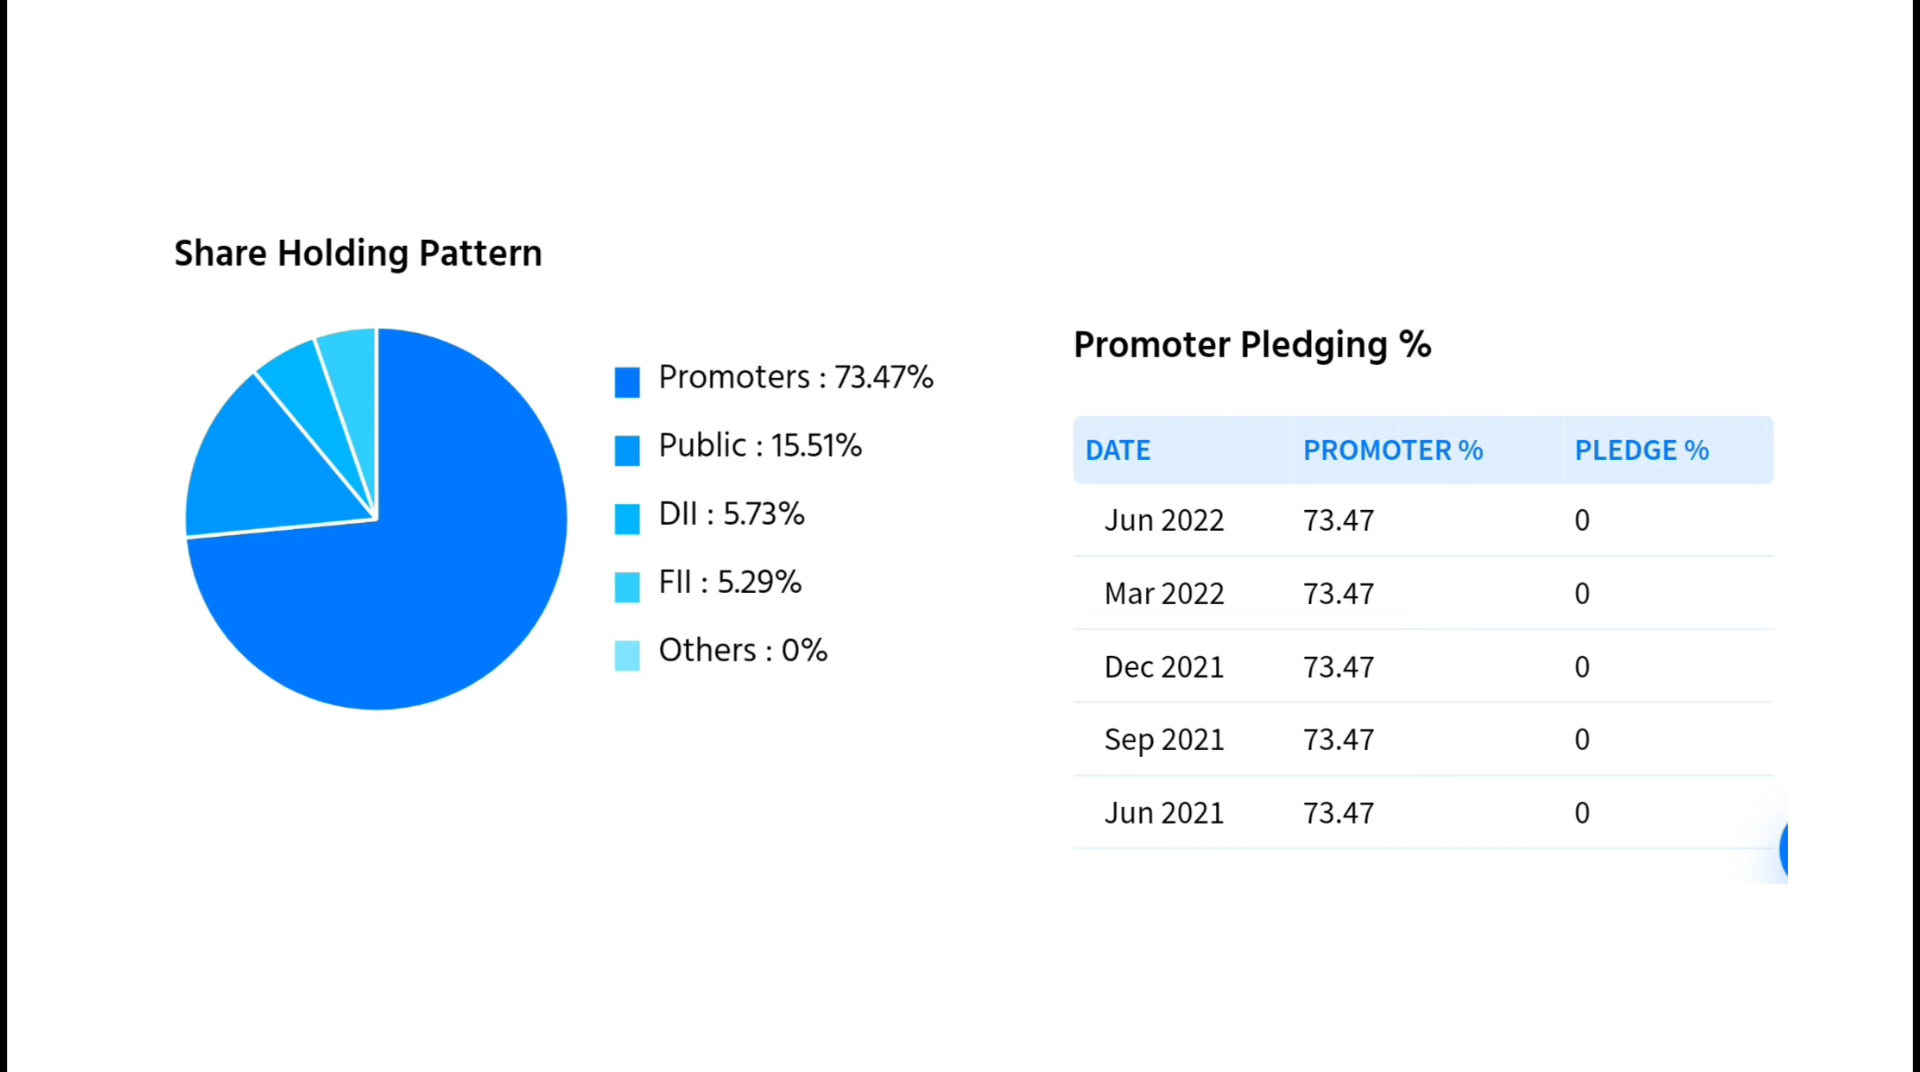 Share Holding Pattern
Promoters : 73.47%
Public : 15.51%
DII : 5.73%
FII : 5.29%
Others : 0%
Promoter Pledging %
DATE PROMOTER % PLEDGE %
Jun 2022 73.47 0
Mar 2022 73.47 0
Dec 2021 73.47 0
Sep 2021 73.47 0
Jun 2021 73.47 0